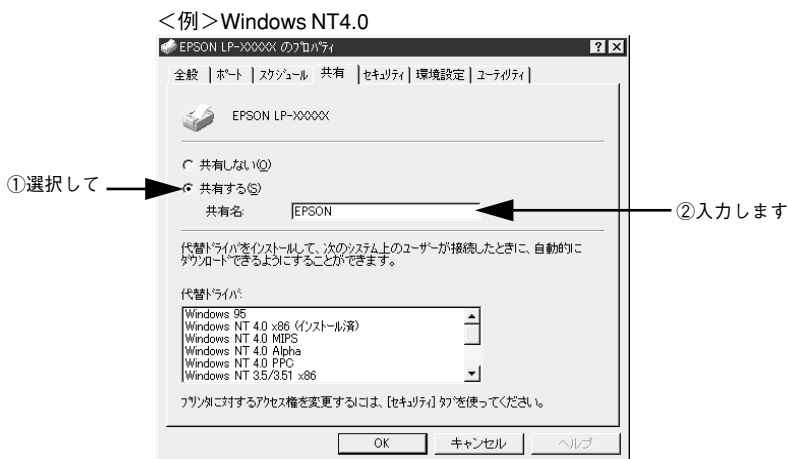 ＜例＞Windows NT4.0
EPSON LP-XXXXX のプロパティ
全般 ポート スケジュール 共有 セキュリティ 環境設定 ユーティリティ
EPSON LP-XXXXX
共有しない(O)
①選択して
共有する(S)
共有名: EPSON
②入力します
代替ドライバをインストールして、次のシステム上のユーザーが接続したときに、自動的に
ダウンロードできるようにすることができます。
代替ドライバ:
Windows 95
Windows NT 4.0 x86 (インストール済)
Windows NT 4.0 MIPS
Windows NT 4.0 Alpha
Windows NT 4.0 PPC
Windows NT 3.5/3.51 x86
プリンタに対するアクセス権を変更するには、[セキュリティ] タブを使ってください。
OK キャンセル ヘルプ